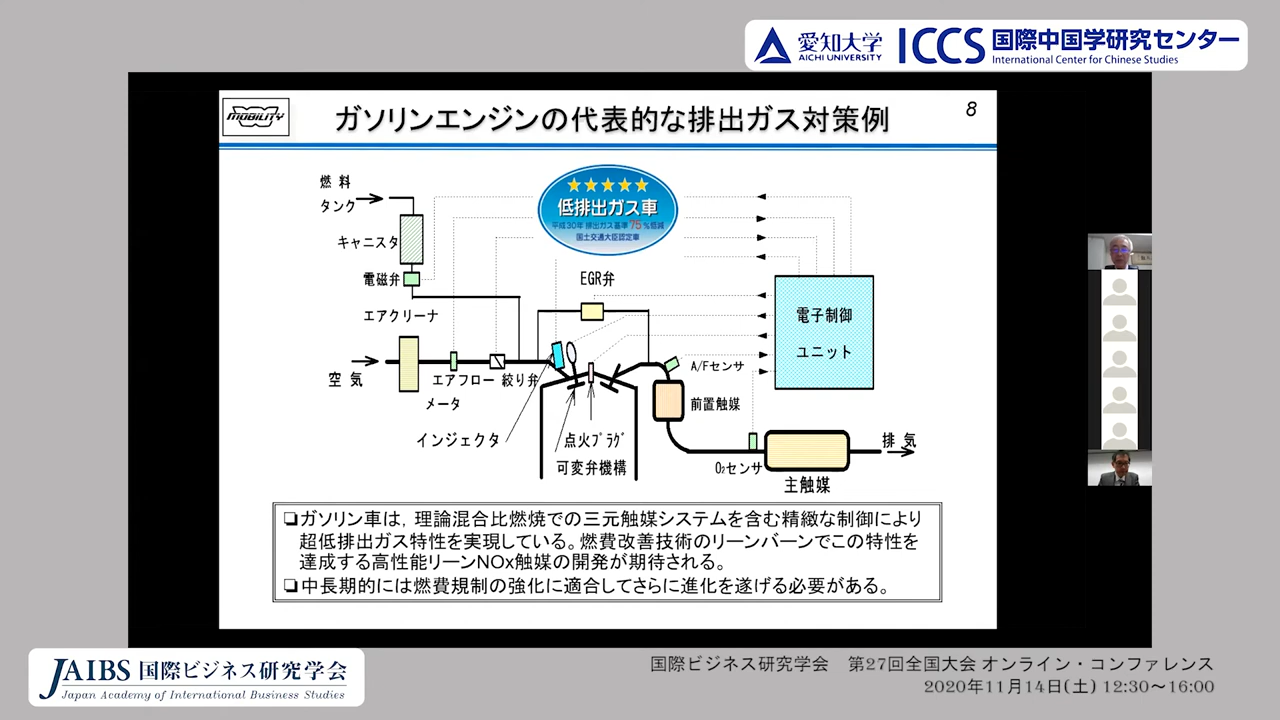 愛知大学
AICHI UNIVERSITY
ICCS 国際中国学研究センター
International Center for Chinese Studies
MOBILITY
ガソリンエンジンの代表的な排出ガス対策例
8
燃料
タンク
キャニスタ
電磁弁
エアクリーナ
空気
エアフロー
メータ
絞り弁
インジェクタ
低排出ガス車
平成30年 排出ガス基準 75%低減
国土交通大臣認定車
EGR弁
点火プラグ
可変弁機構
A/Fセンサ
前置触媒
電子制御
ユニット
O₂センサ
主触媒
排気
❏ガソリン車は，理論混合比燃焼での三元触媒システムを含む精緻な制御により
超低排出ガス特性を実現している。燃費改善技術のリーンバーンでこの特性を
達成する高性能リーンNOx触媒の開発が期待される。
❏中長期的には燃費規制の強化に適合してさらに進化を遂げる必要がある。
JAIBS 国際ビジネス研究学会
Japan Academy of International Business Studies
国際ビジネス研究学会　第27回全国大会 オンライン・コンファレンス
2020年11月14日(土) 12:30～16:00